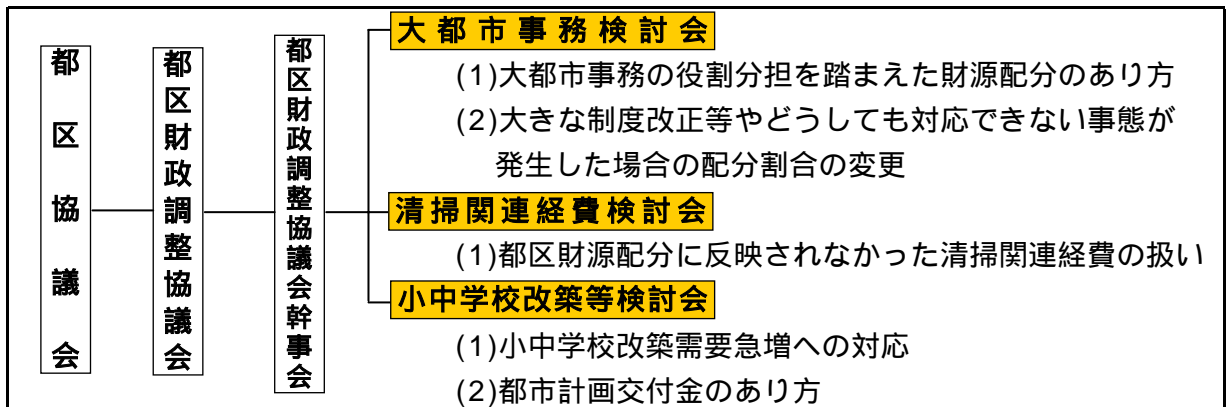 都区協議会
都区財政調整協議会
都区財政調整協議会幹事会
大都市事務検討会
(1)大都市事務の役割分担を踏まえた財源配分のあり方
(2)大きな制度改正等やどうしても対応できない事態が
発生した場合の配分割合の変更
清掃関連経費検討会
(1)都区財源配分に反映されなかった清掃関連経費の扱い
小中学校改築等検討会
(1)小中学校改築需要急増への対応
(2)都市計画交付金のあり方